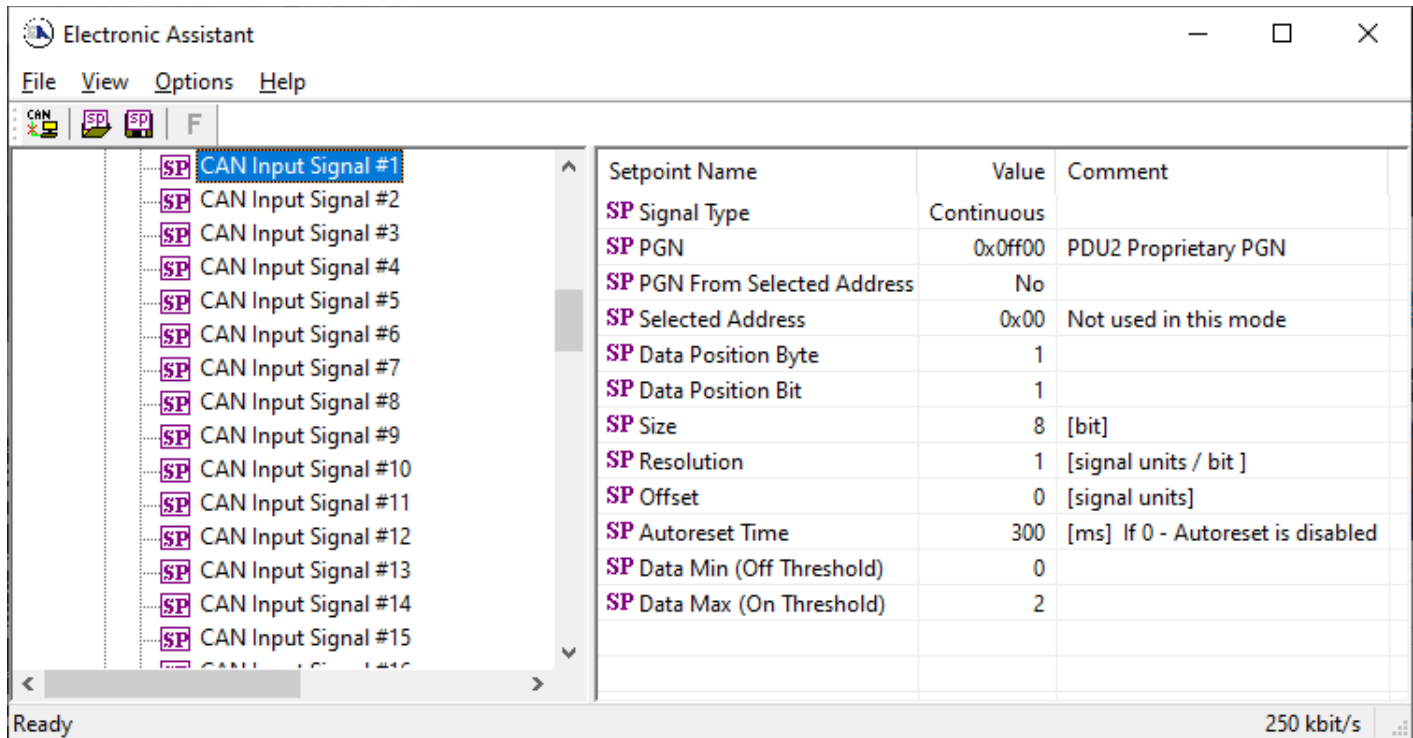 Electronic Assistant
File View Options Help
CAN SP SP F
SP CAN Input Signal #1
SP CAN Input Signal #2
SP CAN Input Signal #3
SP CAN Input Signal #4
SP CAN Input Signal #5
SP CAN Input Signal #6
SP CAN Input Signal #7
SP CAN Input Signal #8
SP CAN Input Signal #9
SP CAN Input Signal #10
SP CAN Input Signal #11
SP CAN Input Signal #12
SP CAN Input Signal #13
SP CAN Input Signal #14
SP CAN Input Signal #15
Setpoint Name Value Comment
SP Signal Type Continuous
SP PGN 0x0ff00 PDU2 Proprietary PGN
SP PGN From Selected Address No
SP Selected Address 0x00 Not used in this mode
SP Data Position Byte 1
SP Data Position Bit 1
SP Size 8 [bit]
SP Resolution 1 [signal units / bit ]
SP Offset 0 [signal units]
SP Autoreset Time 300 [ms] If 0 - Autoreset is disabled
SP Data Min (Off Threshold) 0
SP Data Max (On Threshold) 2
Ready 250 kbit/s